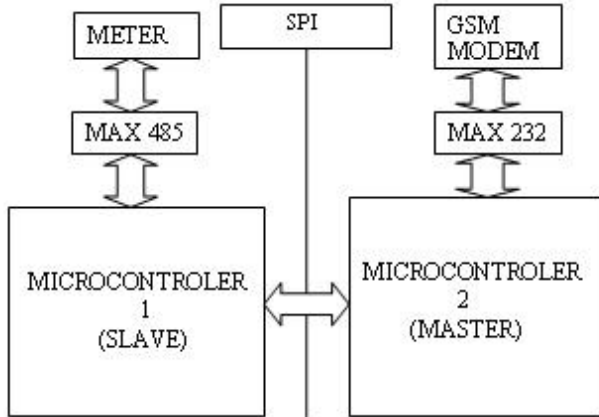 METER
SPI
GSM
MODEM
MAX 485
MAX 232
MICROCONTROLER
1
(SLAVE)
MICROCONTROLER
2
(MASTER)